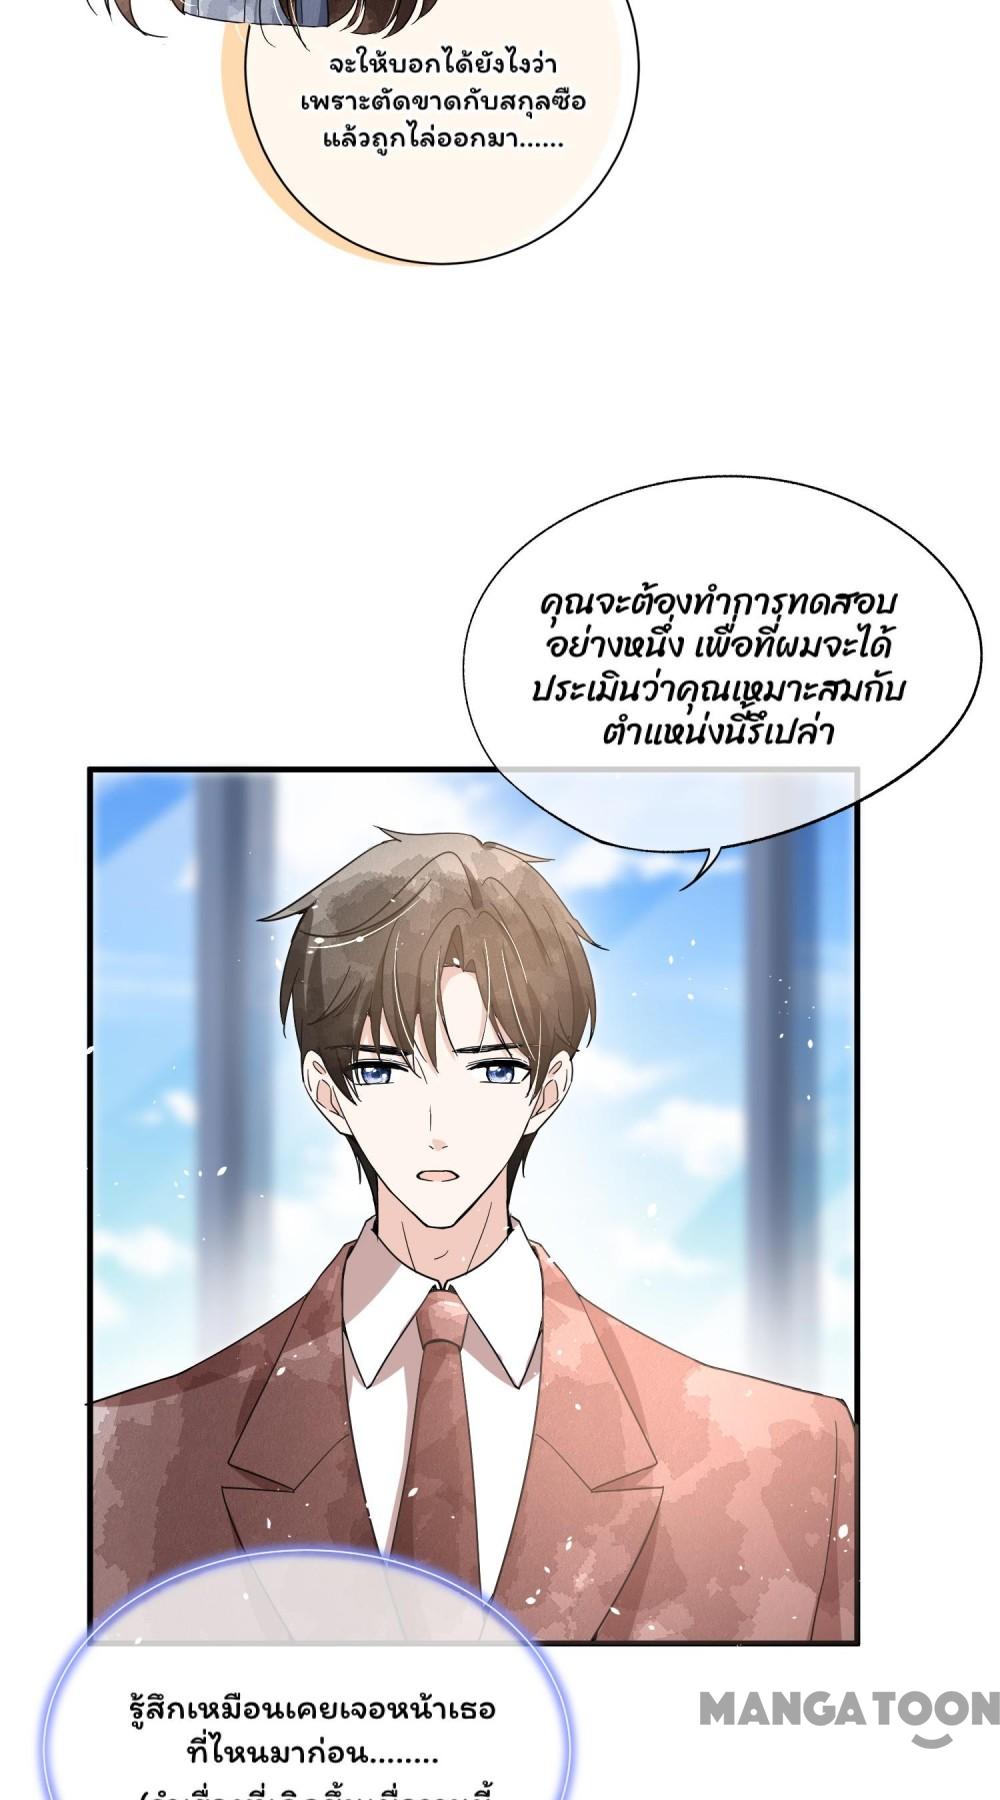 จะให้บอกได้ยังไงว่า
เพราะตัดขาดกับสกุลซือ
แล้วถูกไล่ออกมา......
คุณจะต้องทำการทดสอบ
อย่างหนึ่ง เพื่อที่ผมจะได้
ประเมินว่าคุณเหมาะสมกับ
ตำแหน่งนี้รึเปล่า
รู้สึกเหมือนเคยเจอหน้าเธอ
ที่ไหนมาก่อน........
MANGATOON